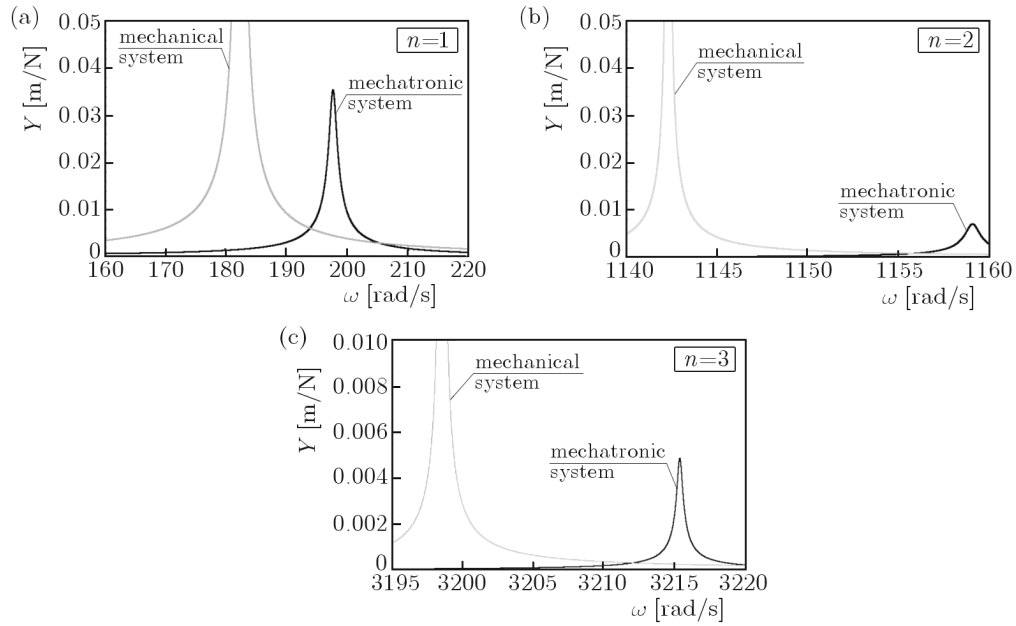 (a)
Y [m/N]
0.05
0.04
0.03
0.02
0.01
0
mechanical
system
n=1
mechatronic
system
160 170 180 190 200 210 220
ω [rad/s]
(b)
Y [m/N]
0.05
0.04
0.03
0.02
0.01
0
n=2
mechanical
system
mechatronic
system
1140 1145 1150 1155 1160
ω [rad/s]
(c)
Y [m/N]
0.010
0.008
0.006
0.004
0.002
0
n=3
mechanical
system
mechatronic
system
3195 3200 3205 3210 3215 3220
ω [rad/s]